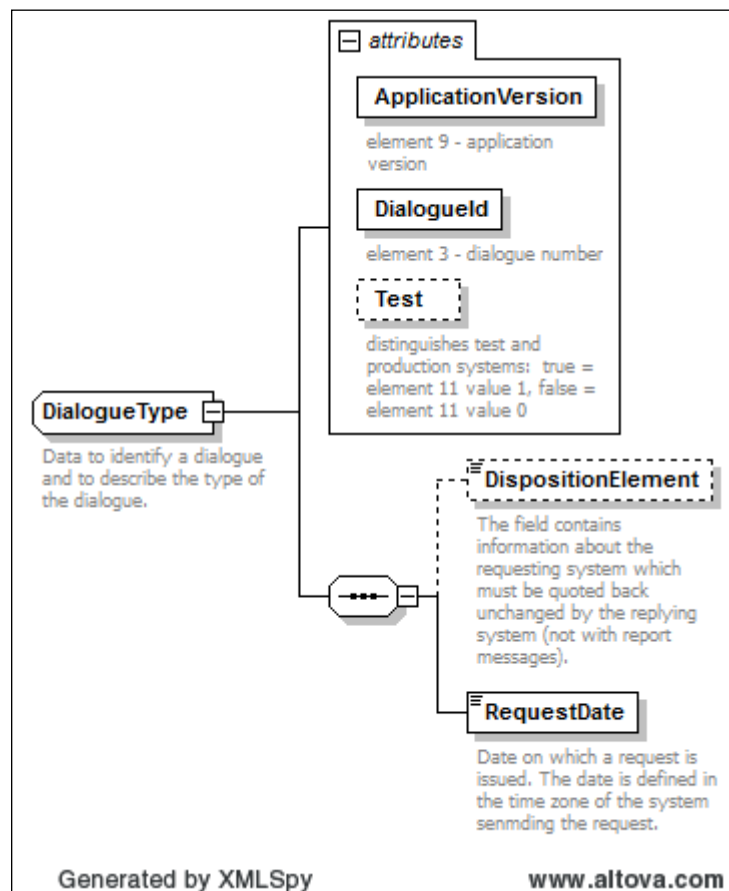 attributes
ApplicationVersion
element 9 - application
version
DialogueId
element 3 - dialogue number
Test
distinguishes test and
production systems: true =
element 11 value 1, false =
element 11 value 0
DialogueType
Data to identify a dialogue
and to describe the type of
the dialogue.
DispositionElement
The field contains
information about the
requesting system which
must be quoted back
unchanged by the replying
system (not with report
messages).
RequestDate
Date on which a request is
issued. The date is defined in
the time zone of the system
senmding the request.
Generated by XMLSpy
www.altova.com